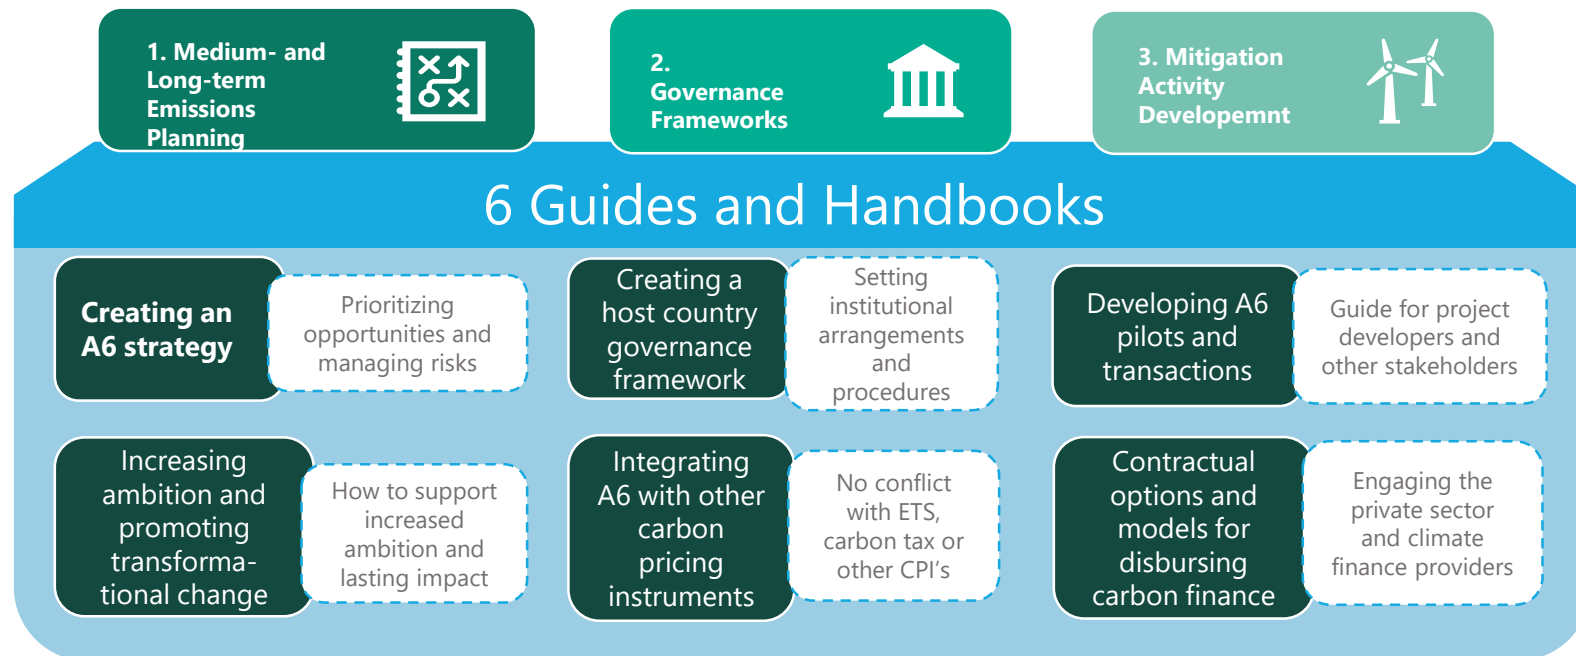 1. Medium- and
Long-term
Emissions
Planning
2.
Governance
Frameworks
3. Mitigation
Activity
Developemnt
6 Guides and Handbooks
Creating an
A6 strategy
Prioritizing
opportunities and
managing risks
Creating a
host country
governance
framework
Setting
institutional
arrangements
and
procedures
Developing A6
pilots and
transactions
Guide for project
developers and
other stakeholders
Increasing
ambition and
promoting
transforma-
tional change
How to support
increased
ambition and
lasting impact
Integrating
A6 with other
carbon
pricing
instruments
No conflict
with ETS,
carbon tax or
other CPI’s
Contractual
options and
models for
disbursing
carbon finance
Engaging the
private sector
and climate
finance providers